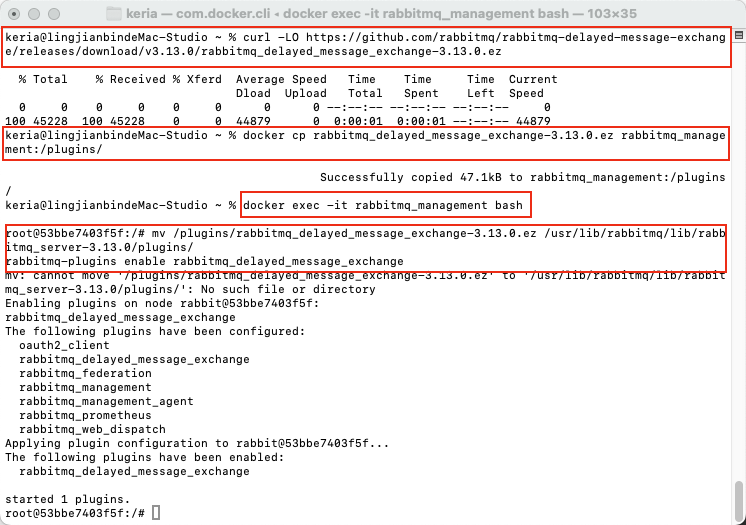 keria — com.docker.cli ◂ docker exec -it rabbitmq_management bash — 103×35
keria@lingjianbindeMac-Studio ~ % curl -LO https://github.com/rabbitmq/rabbitmq-delayed-message-exchang
e/releases/download/v3.13.0/rabbitmq_delayed_message_exchange-3.13.0.ez
  % Total    % Received % Xferd  Average Speed   Time    Time     Time  Current
                                 Dload  Upload   Total   Spent    Left  Speed
  0     0    0     0    0     0      0      0 --:--:-- --:--:-- --:--:--     0
100 45228  100 45228    0     0  44879      0  0:00:01  0:00:01 --:--:-- 44879
keria@lingjianbindeMac-Studio ~ % docker cp rabbitmq_delayed_message_exchange-3.13.0.ez rabbitmq_manage
ment:/plugins/
Successfully copied 47.1kB to rabbitmq_management:/plugins
/
keria@lingjianbindeMac-Studio ~ % docker exec -it rabbitmq_management bash
root@53bbe7403f5f:/# mv /plugins/rabbitmq_delayed_message_exchange-3.13.0.ez /usr/lib/rabbitmq/lib/rabb
itmq_server-3.13.0/plugins/
rabbitmq-plugins enable rabbitmq_delayed_message_exchange
mv: cannot move '/plugins/rabbitmq_delayed_message_exchange-3.13.0.ez' to '/usr/lib/rabbitmq/lib/rabbit
mq_server-3.13.0/plugins/': No such file or directory
Enabling plugins on node rabbit@53bbe7403f5f:
rabbitmq_delayed_message_exchange
The following plugins have been configured:
  oauth2_client
  rabbitmq_delayed_message_exchange
  rabbitmq_federation
  rabbitmq_management
  rabbitmq_management_agent
  rabbitmq_prometheus
  rabbitmq_web_dispatch
Applying plugin configuration to rabbit@53bbe7403f5f...
The following plugins have been enabled:
  rabbitmq_delayed_message_exchange
started 1 plugins.
root@53bbe7403f5f:/#